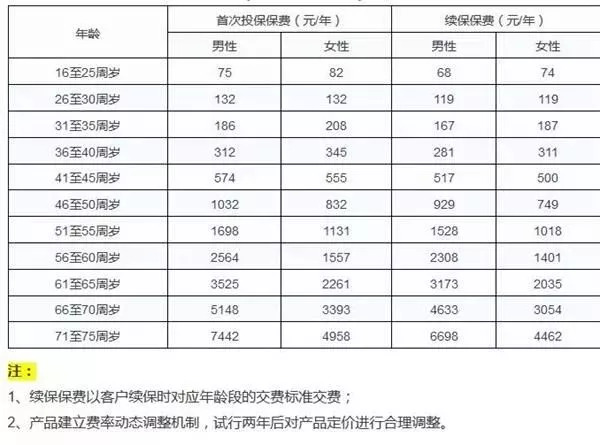 年龄 首次投保保费（元/年） 续保保费（元/年）
男性 女性 男性 女性
16至25周岁 75 82 68 74
26至30周岁 132 132 119 119
31至35周岁 186 208 167 187
36至40周岁 312 345 281 311
41至45周岁 574 555 517 500
46至50周岁 1032 832 929 749
51至55周岁 1698 1131 1528 1018
56至60周岁 2564 1557 2308 1401
61至65周岁 3525 2261 3173 2035
66至70周岁 5148 3393 4633 3054
71至75周岁 7442 4958 6698 4462
注：
1、续保保费以客户续保时对应年龄段的交费标准交费；
2、产品建立费率动态调整机制，试行两年后对产品定价进行合理调整。